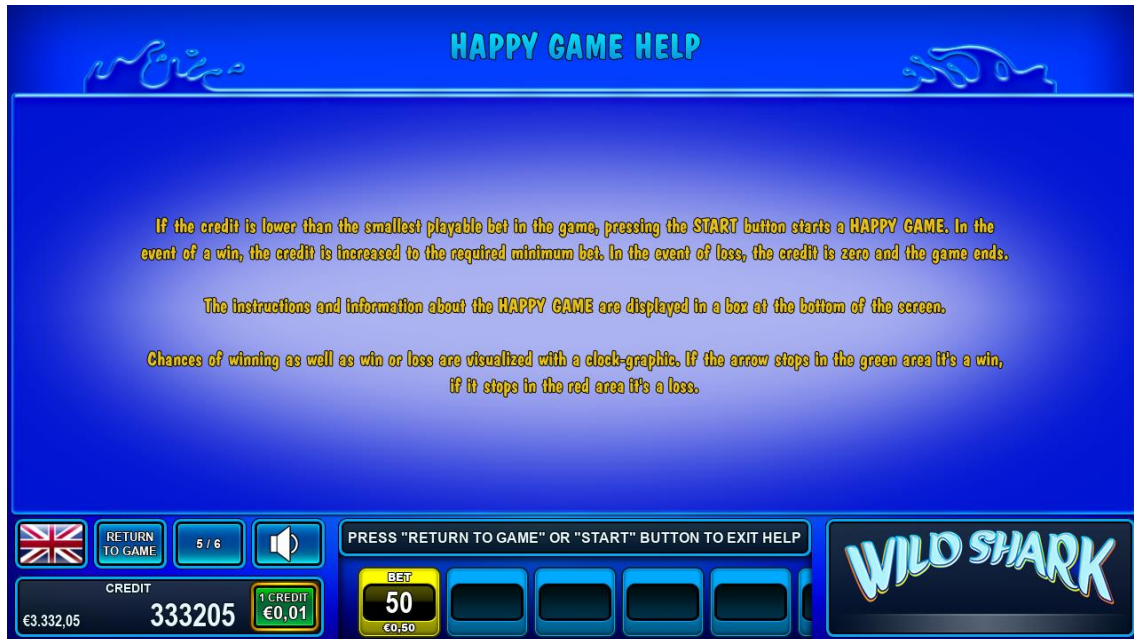 HAPPY GAME HELP
If the credit is lower than the smallest playable bet in the game, pressing the START button starts a HAPPY GAME. In the
event of a win, the credit is increased to the required minimum bet. In the event of loss, the credit is zero and the game ends.
The instructions and information about the HAPPY GAME are displayed in a box at the bottom of the screen.
Chances of winning as well as win or loss are visualized with a clock-graphic. If the arrow stops in the green area it's a win,
if it stops in the red area it's a loss.
RETURN
TO GAME
5 / 6
PRESS "RETURN TO GAME" OR "START" BUTTON TO EXIT HELP
CREDIT
€3.332,05
333205
1 CREDIT
€0,01
BET
50
€0,50
WILD SHARK